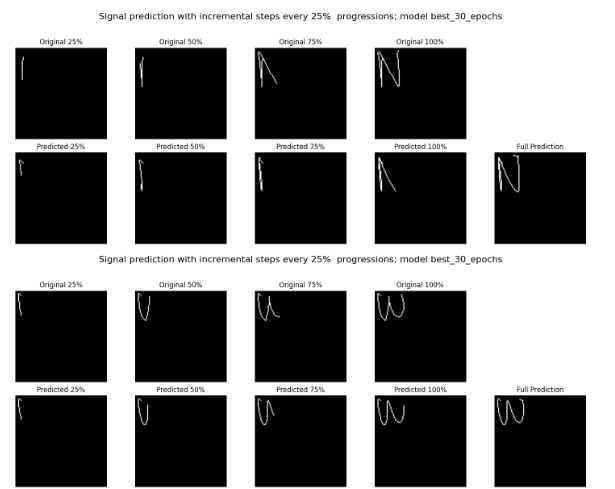 Signal prediction with incremental steps every 25% progressions; model best_30_epochs
Original 25% Original 50% Original 75% Original 100%
N
Predicted 25% Predicted 50% Predicted 75% Predicted 100% Full Prediction
N
Signal prediction with incremental steps every 25% progressions; model best_30_epochs
Original 25% Original 50% Original 75% Original 100%
W
Predicted 25% Predicted 50% Predicted 75% Predicted 100% Full Prediction